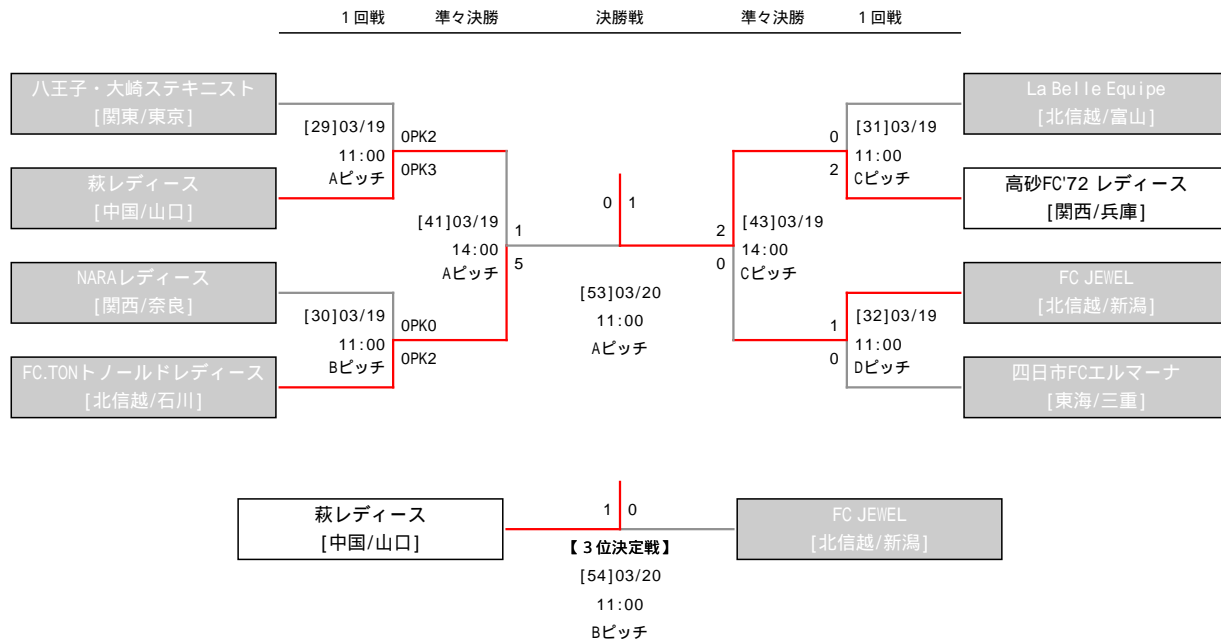 1回戦
準々決勝
決勝戦
準々決勝
1回戦
八王子・大崎ステキニスト
[関東/東京]
[29]03/19
11:00
Aピッチ
0PK2
0PK3
萩レディース
[中国/山口]
[41]03/19
14:00
Aピッチ
1
5
NARAレディース
[関西/奈良]
[30]03/19
11:00
Bピッチ
0PK0
0PK2
FC.TONトノールドレディース
[北信越/石川]
0 1
[53]03/20
11:00
Aピッチ
La Belle Equipe
[北信越/富山]
0
2
[31]03/19
11:00
Cピッチ
高砂FC'72 レディース
[関西/兵庫]
2
0
[43]03/19
14:00
Cピッチ
FC JEWEL
[北信越/新潟]
1
0
[32]03/19
11:00
Dピッチ
四日市FCエルマーナ
[東海/三重]
萩レディース
[中国/山口]
1 0
FC JEWEL
[北信越/新潟]
【3位決定戦】
[54]03/20
11:00
Bピッチ